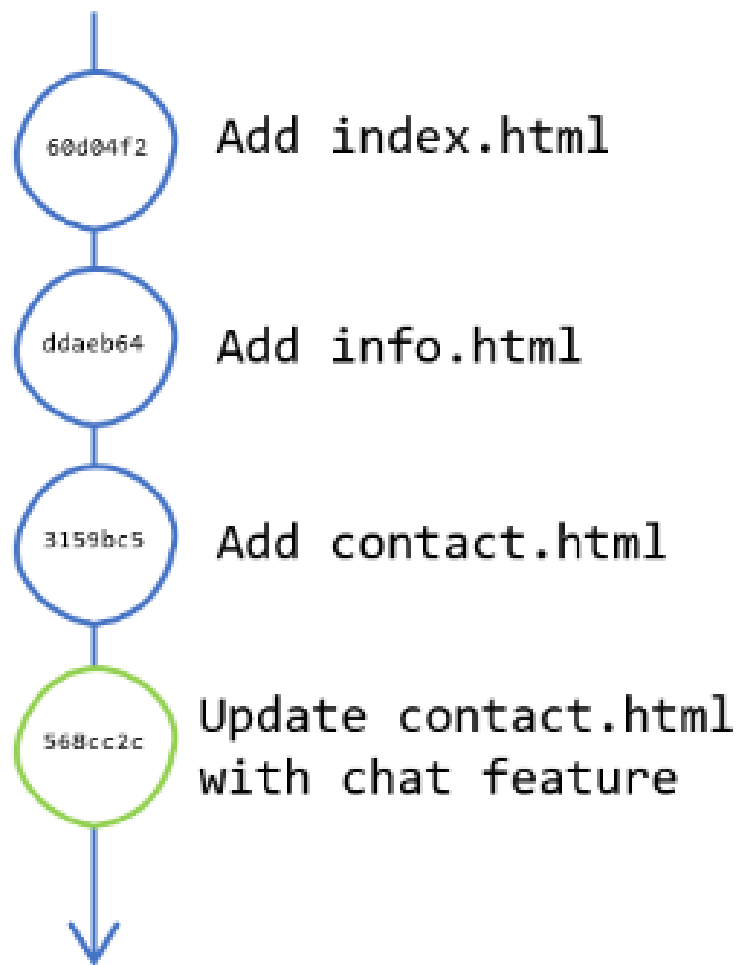 60d04f2
Add index.html
ddaeb64
Add info.html
3159bc5
Add contact.html
568cc2c
Update contact.html
with chat feature